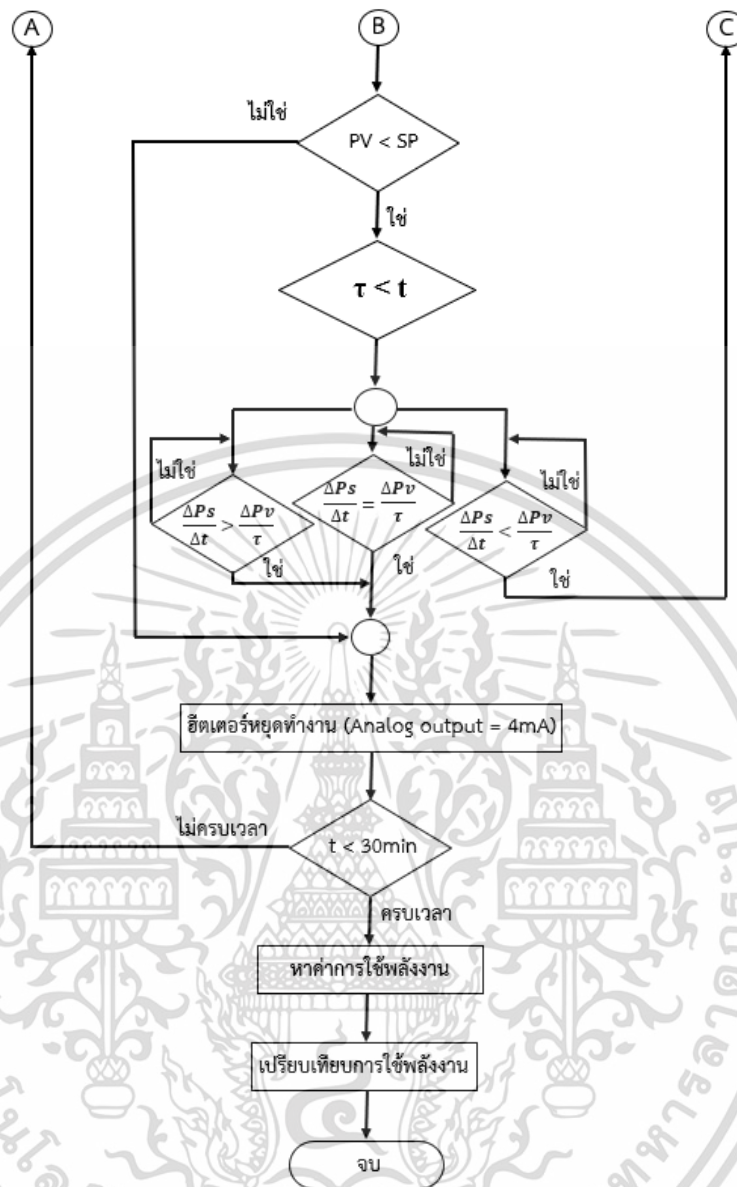 A
B
C
ไม่ใช่
PV < SP
ใช่
τ < t
ไม่ใช่
ไม่ใช่
ไม่ใช่
ΔPs/Δt > ΔPv/τ
ΔPs/Δt = ΔPv/τ
ΔPs/Δt < ΔPv/τ
ใช่
ใช่
ใช่
ฮีตเตอร์หยุดทำงาน (Analog output = 4mA)
ไม่ครบเวลา
t < 30min
ครบเวลา
หาค่าการใช้พลังงาน
เปรียบเทียบการใช้พลังงาน
จบ